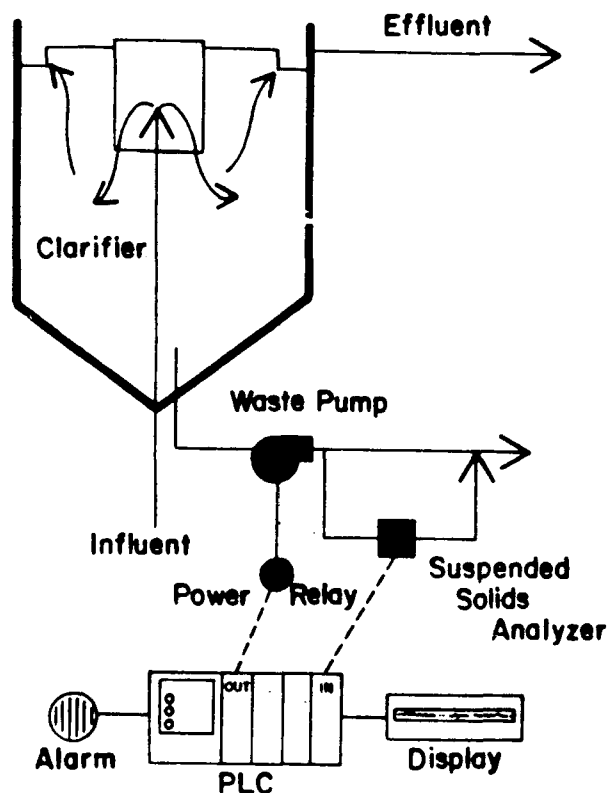 Effluent
Clarifier
Waste Pump
Influent
Power Relay
Suspended
Solids
Analyzer
OUT
IN
Alarm
PLC
Display